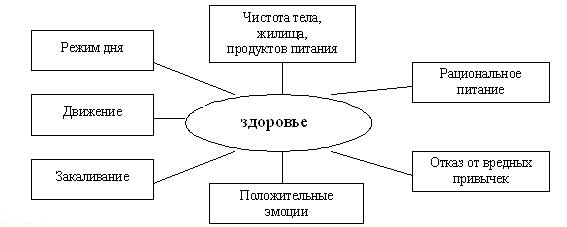 Чистота тела,
жилища,
продуктов питания
Режим дня
Рациональное
питание
Движение
здоровье
Закаливание
Отказ от вредных
привычек
Положительные
эмоции